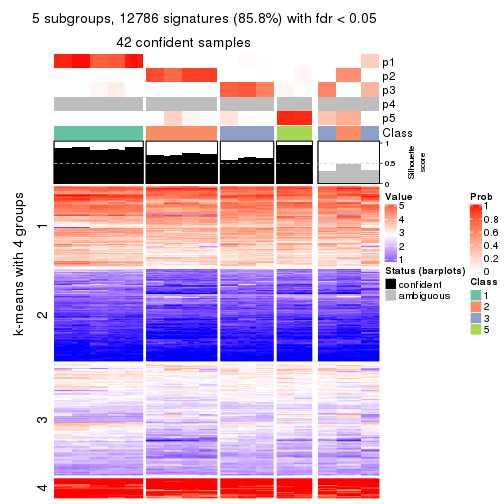 5 subgroups, 12786 signatures (85.8%) with fdr < 0.05
42 confident samples
p1
p2
p3
p4
p5
Class
1
0.5
0
Silhouette
score
k-means with 4 groups
1
2
3
4
Value
5
4
3
2
1
Status (barplots)
confident
ambiguous
Prob
1
0.8
0.6
0.4
0.2
0
Class
1
2
3
5